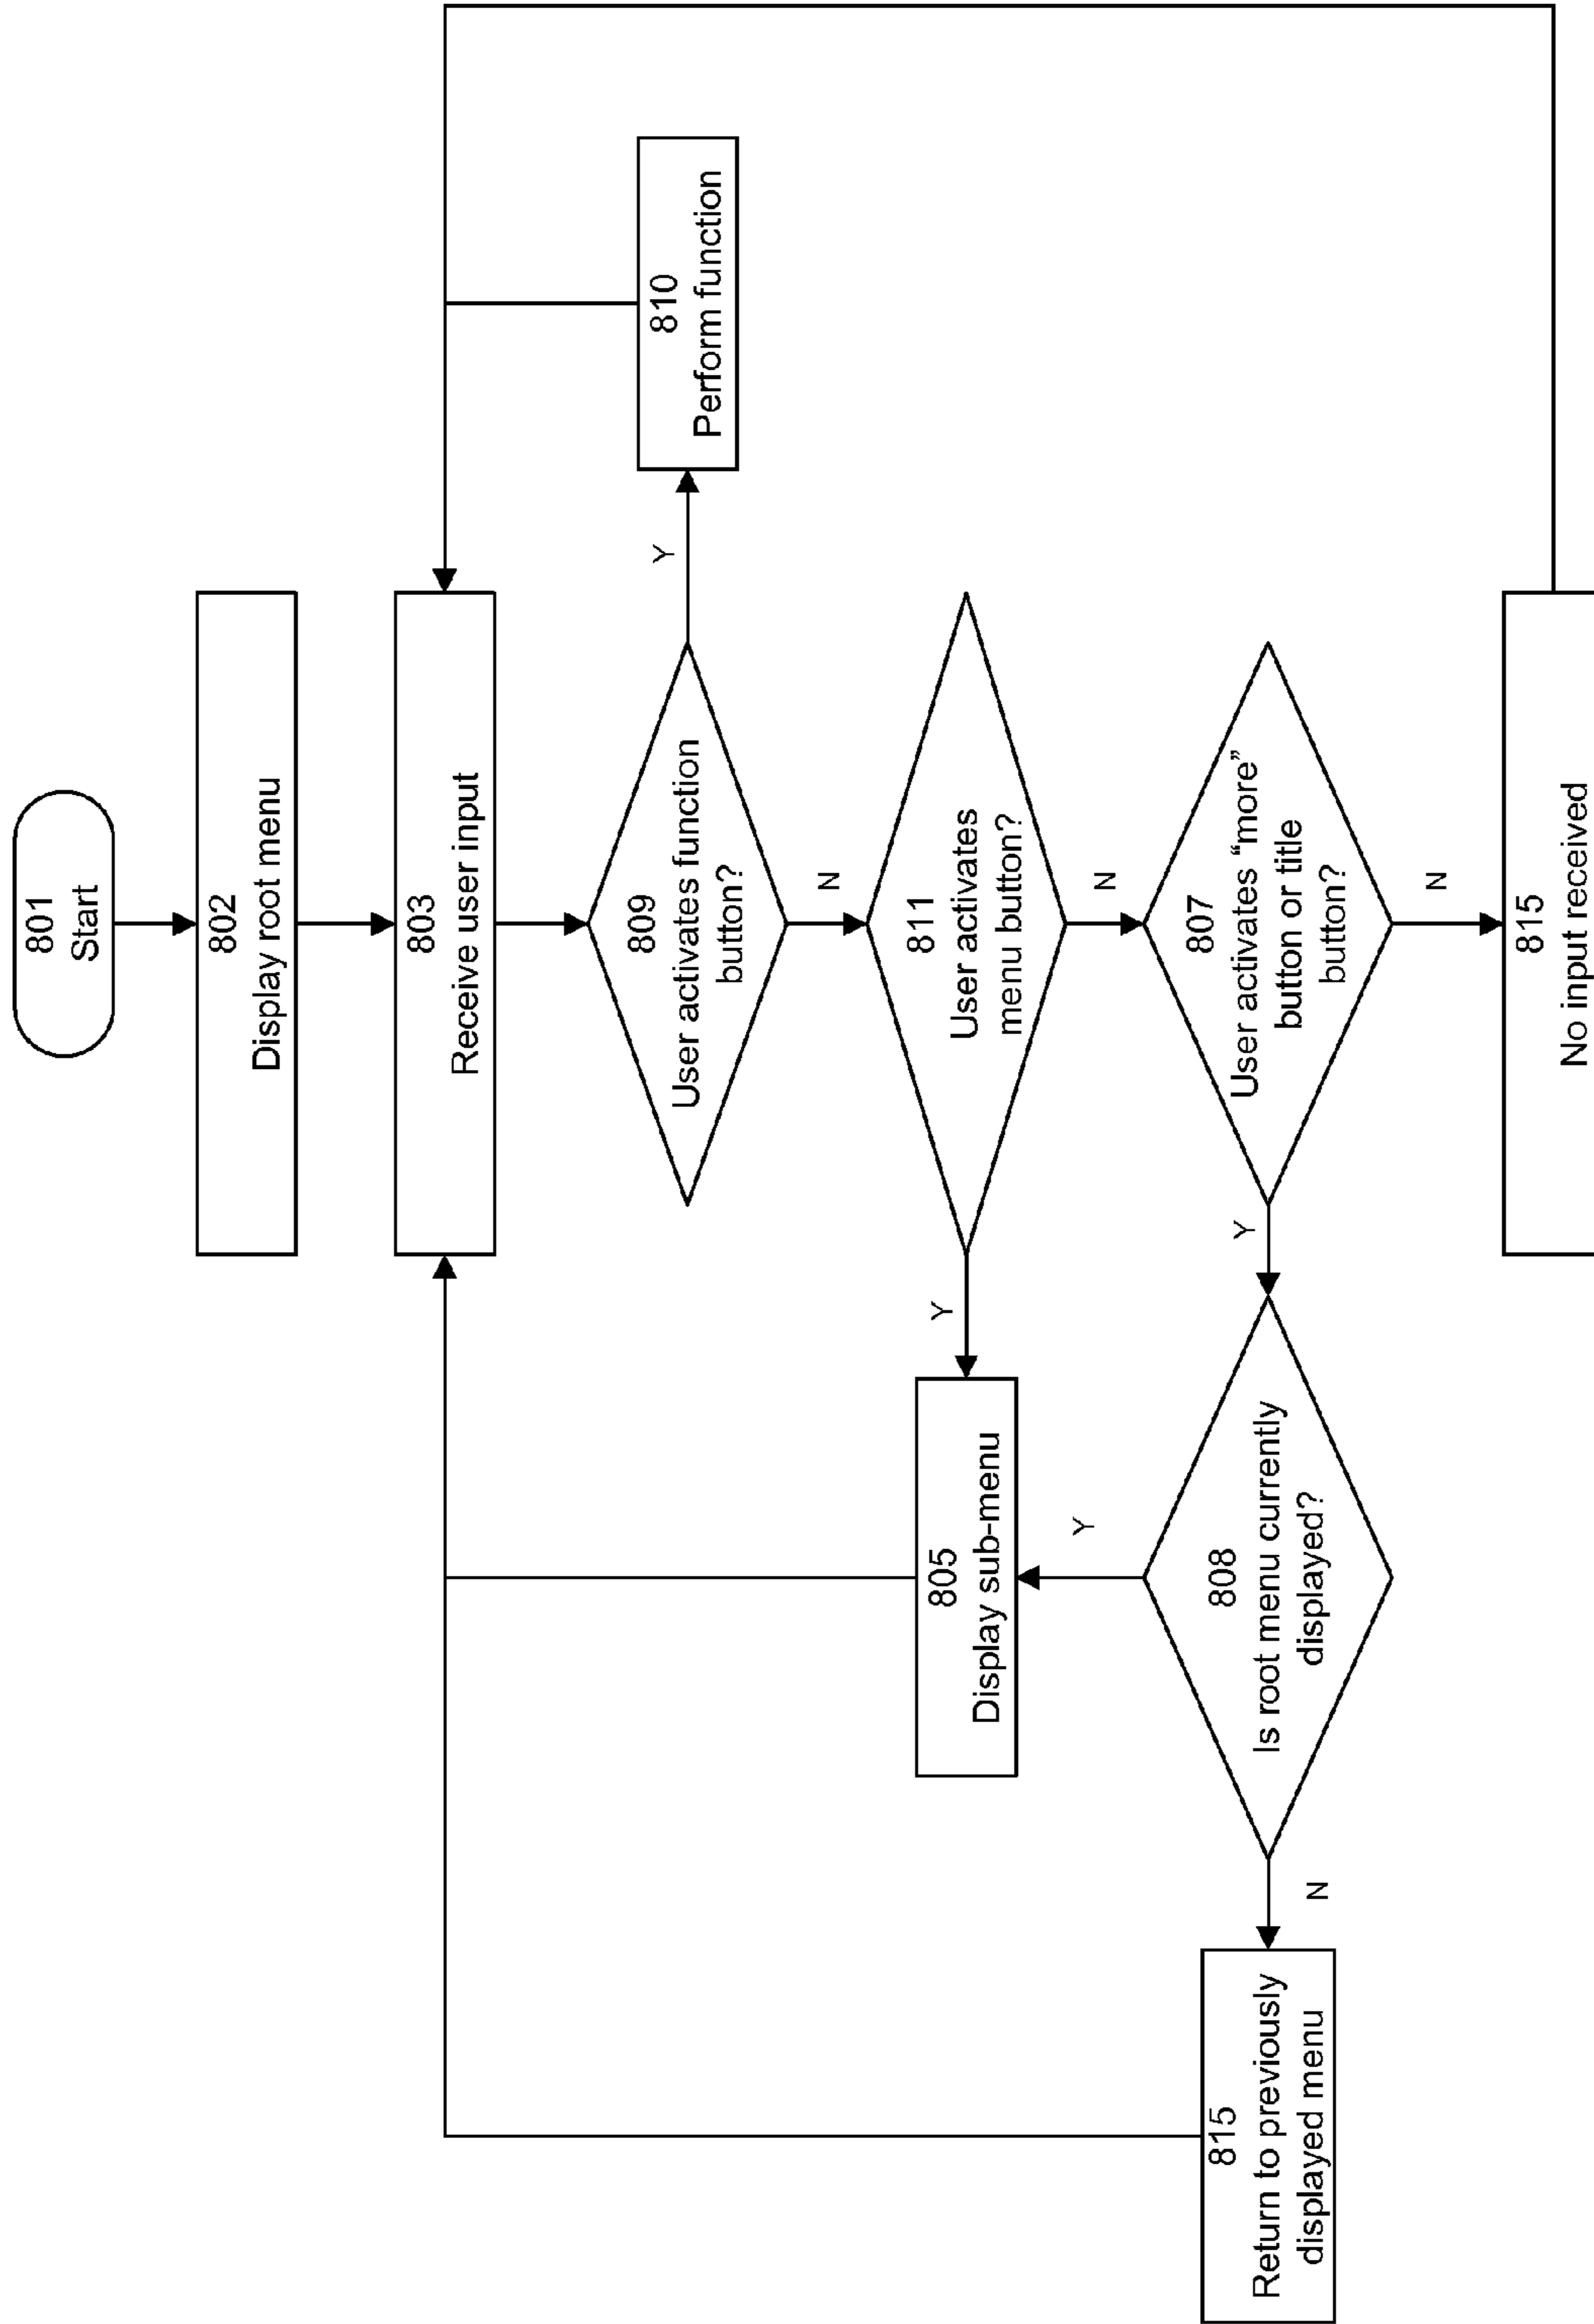 801
Start
802
Display root menu
803
Receive user input
809
User activates function
button?
Y
810
Perform function
N
811
User activates
menu button?
Y
805
Display sub-menu
N
807
User activates “more”
button or title
button?
Y
808
Is root menu currently
displayed?
Y
N
815
Return to previously
displayed menu
N
815
No input received